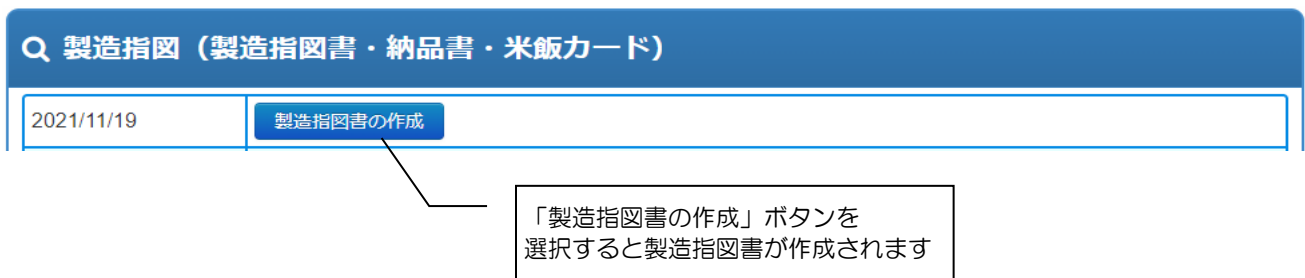 製造指図（製造指図書・納品書・米飯カード）
2021/11/19
製造指図書の作成
「製造指図書の作成」ボタンを
選択すると製造指図書が作成されます